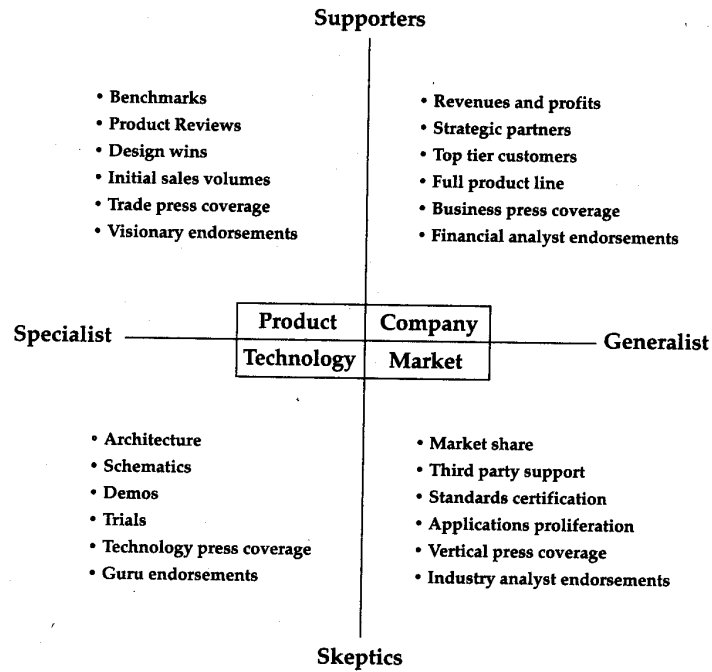 Supporters
• Benchmarks
• Product Reviews
• Design wins
• Initial sales volumes
• Trade press coverage
• Visionary endorsements
• Revenues and profits
• Strategic partners
• Top tier customers
• Full product line
• Business press coverage
• Financial analyst endorsements
Specialist
Product
Company
Technology
Market
Generalist
• Architecture
• Schematics
• Demos
• Trials
• Technology press coverage
• Guru endorsements
• Market share
• Third party support
• Standards certification
• Applications proliferation
• Vertical press coverage
• Industry analyst endorsements
Skeptics